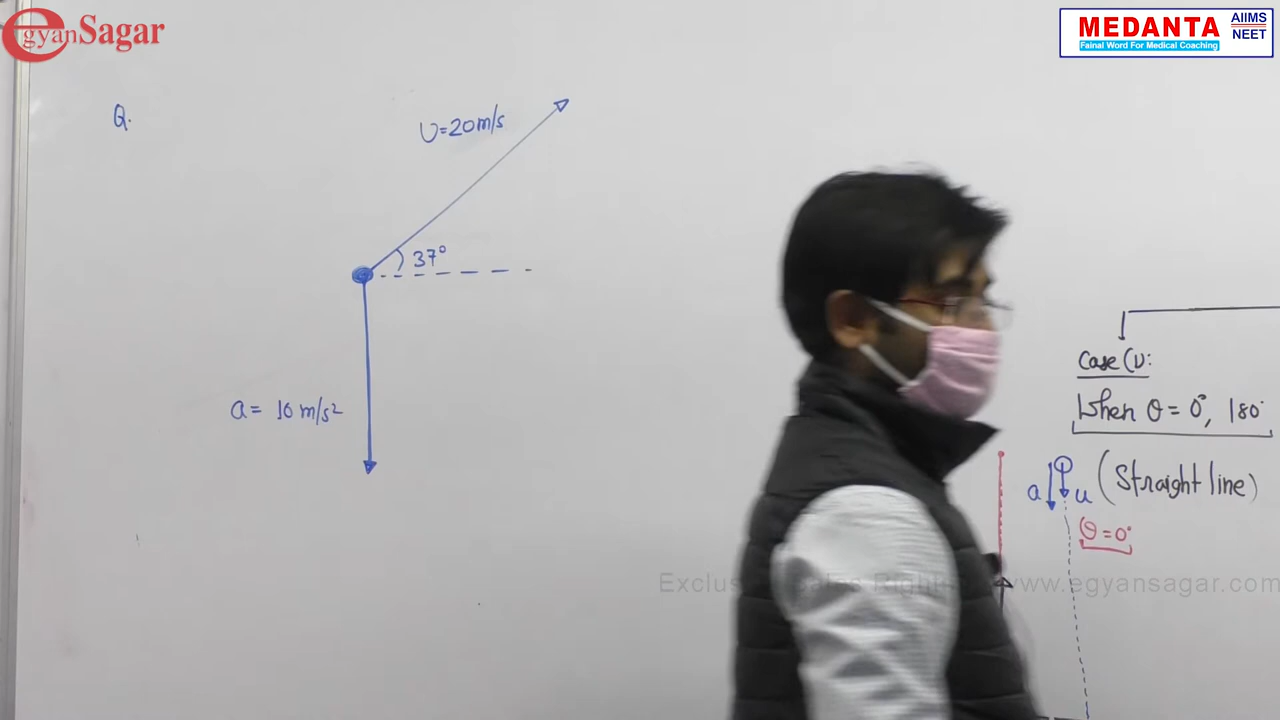 egyanSagar
MEDANTA
AIIMS
NEET
Fainal Word For Medical Coaching
Q.
U=20m/s
37°
a= 10 m/s²
Case (1):
When θ = 0°, 180°
a
u
(Straight line)
θ=0°
www.egyansagar.com